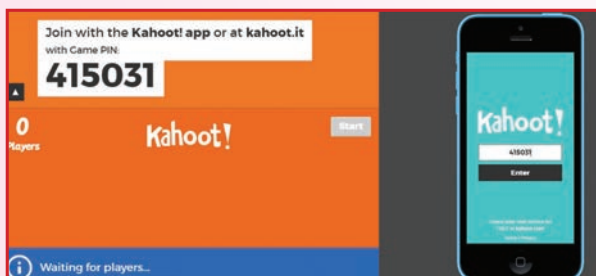 Join with the Kahoot! app or at kahoot.it
with Game PIN:
415031
0
Players
Kahoot!
Start
Waiting for players...
Kahoot!
415031
Enter